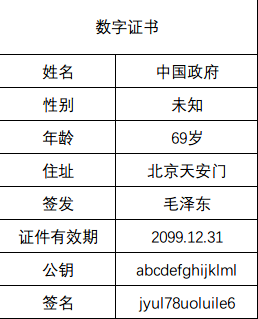 数字证书
姓名 中国政府
性别 未知
年龄 69岁
住址 北京天安门
签发 毛泽东
证件有效期 2099.12.31
公钥 abcdefghijklml
签名 jyul78uoluile6